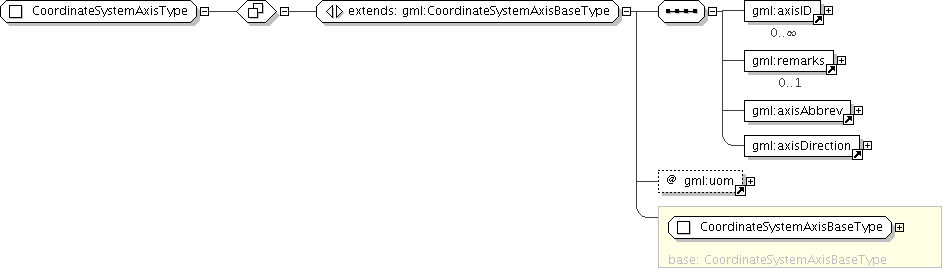 CoordinateSystemAxisType
extends: gml:CoordinateSystemAxisBaseType
gml:axisID
0..∞
gml:remarks
0..1
gml:axisAbbrev
gml:axisDirection
@ gml:uom
CoordinateSystemAxisBaseType
base: CoordinateSystemAxisBaseType